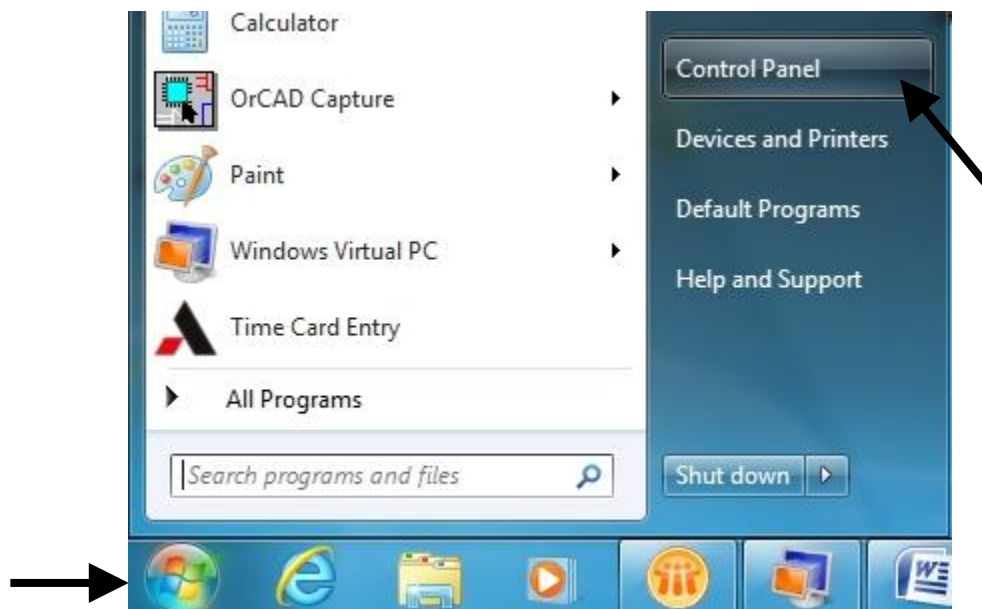 Calculator
OrCAD Capture
Paint
Windows Virtual PC
Time Card Entry
All Programs
Search programs and files
Control Panel
Devices and Printers
Default Programs
Help and Support
Shut down
W